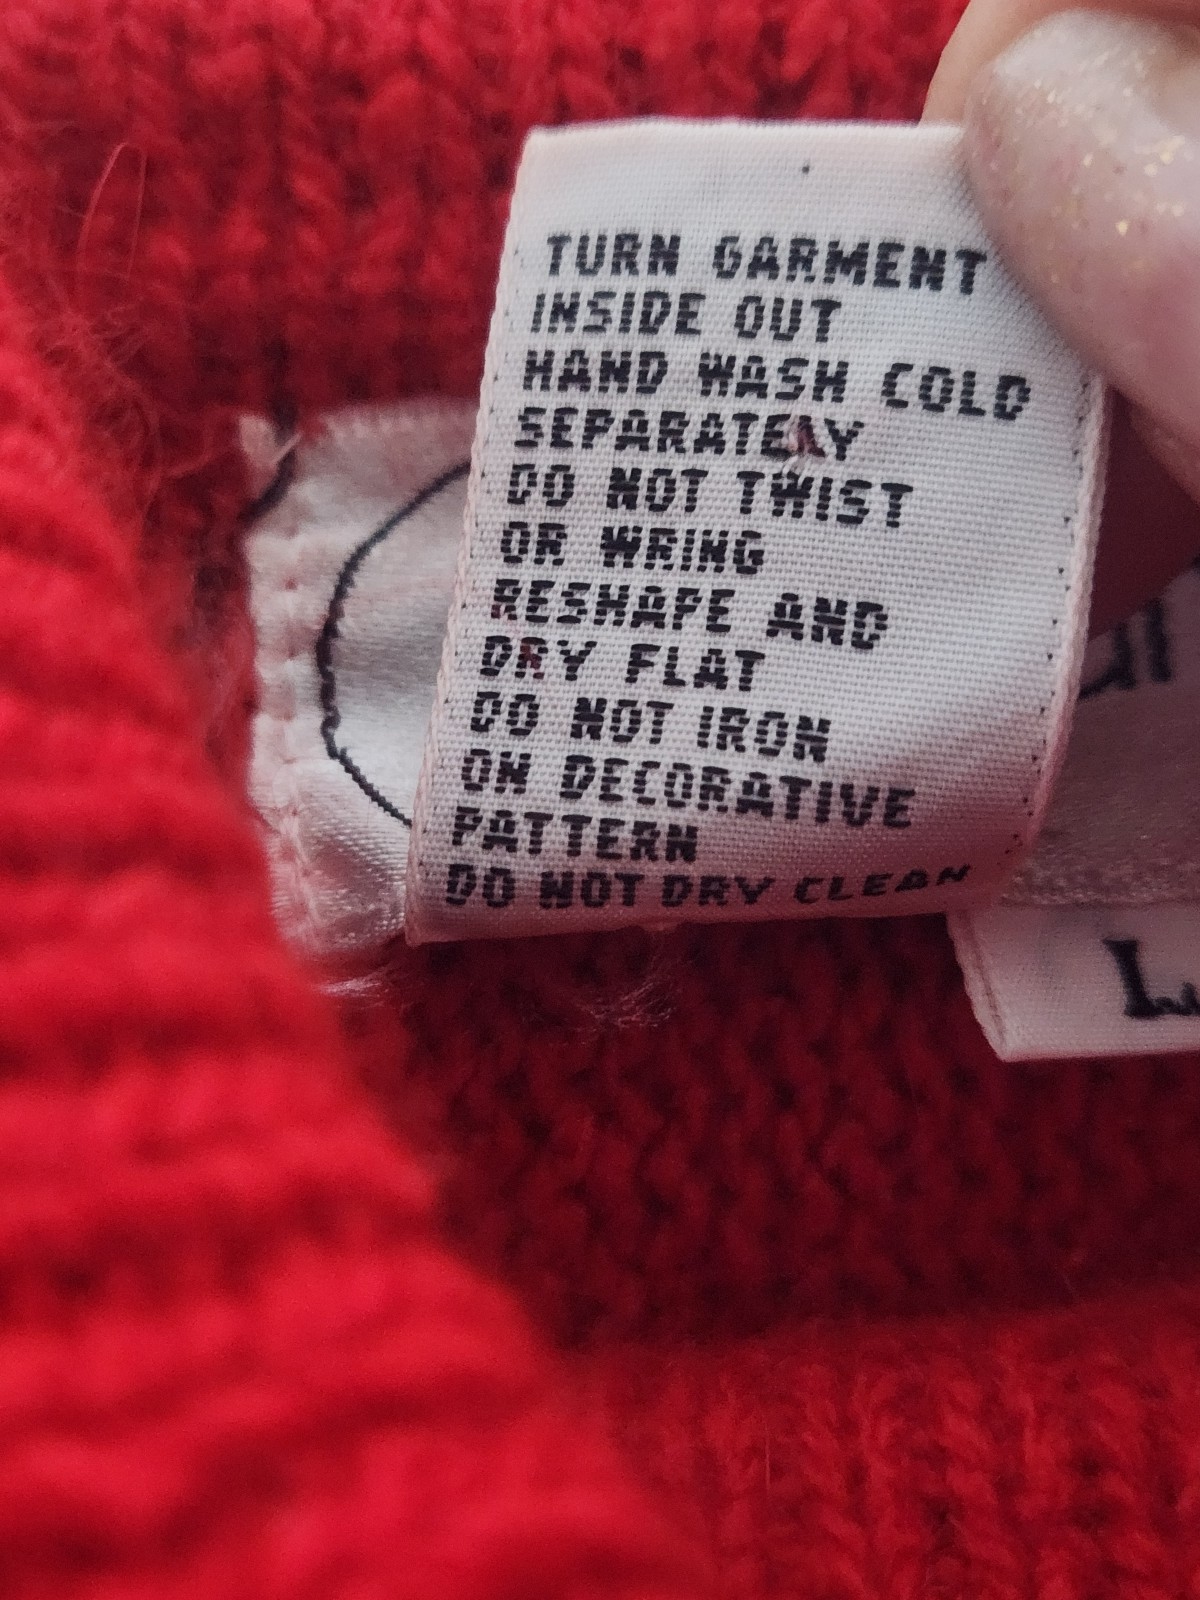 TURN GARMENT
INSIDE OUT
HAND WASH COLD
SEPARATELY
DO NOT TWIST
OR WRING
RESHAPE AND
DRY FLAT
DO NOT IRON
ON DECORATIVE
PATTERN
DO NOT DRY CLEAN